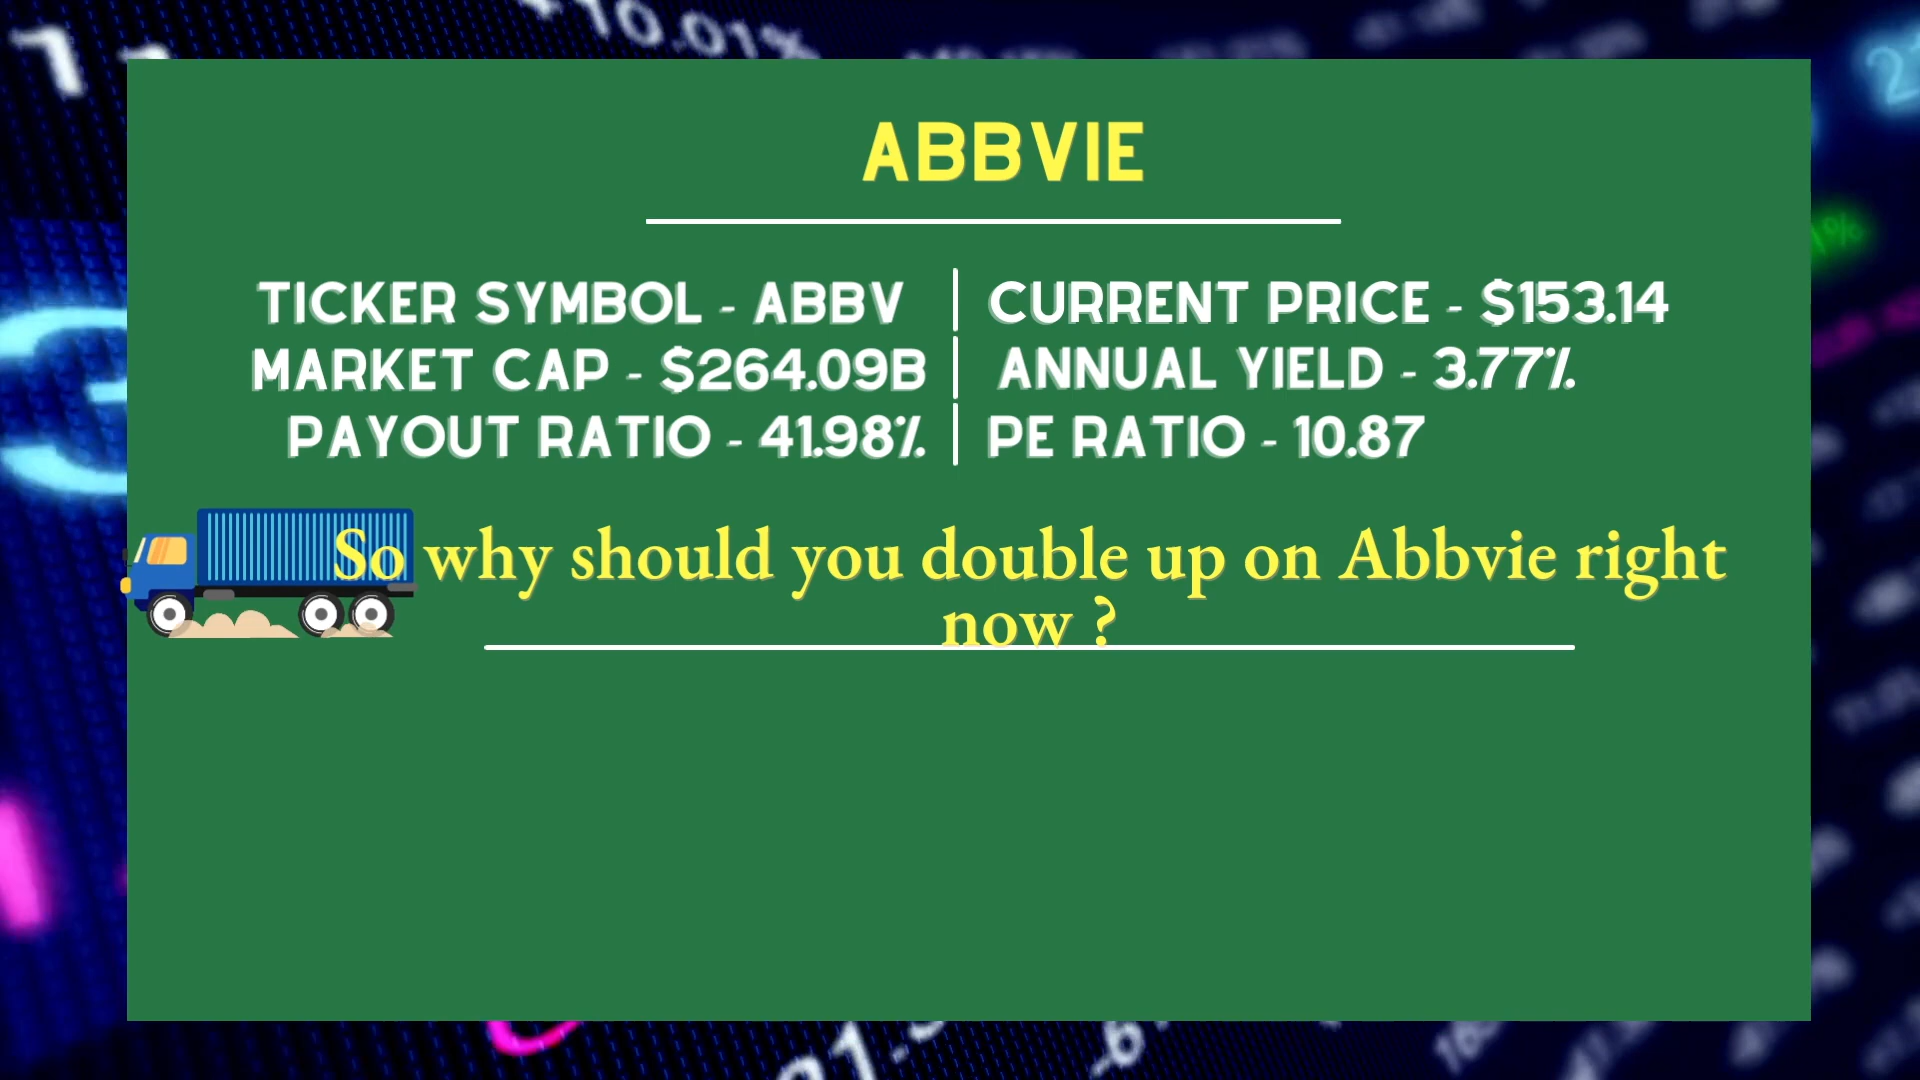 ABBVIE
TICKER SYMBOL - ABBV | CURRENT PRICE - $153.14
MARKET CAP - $264.09B | ANNUAL YIELD - 3.77%
PAYOUT RATIO - 41.98% | PE RATIO - 10.87
So why should you double up on Abbvie right
now ?